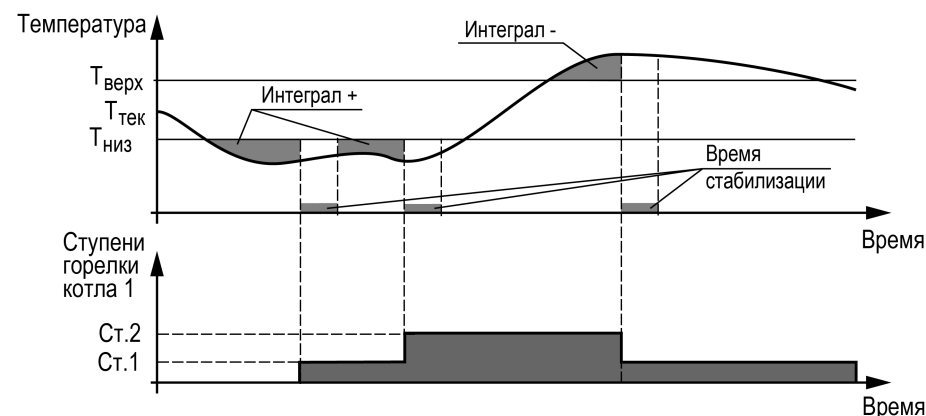 Температура
Интеграл -
Tверх
Интеграл +
Tтек
Tниз
Время
стабилизации
Время
Ступени
горелки
котла 1
Ст.2
Ст.1
Время